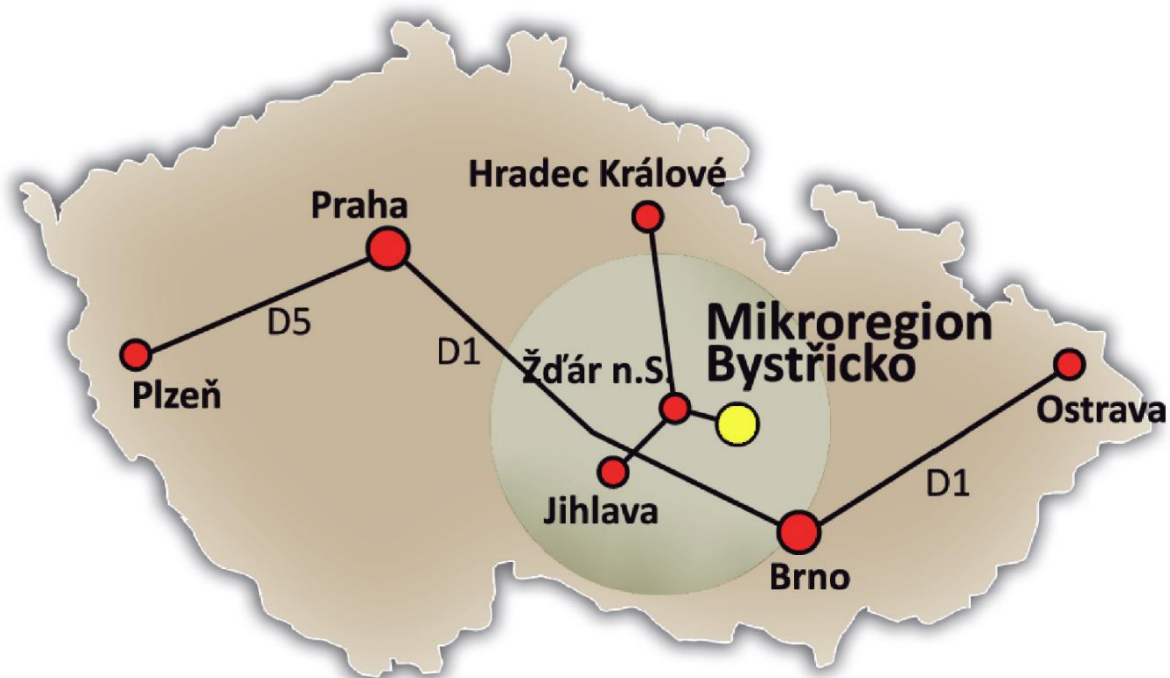 Hradec Králové
Praha
D5
D1
Mikroregion
Bystřicko
Žďár n.S.
Plzeň
Ostrava
D1
Jihlava
Brno